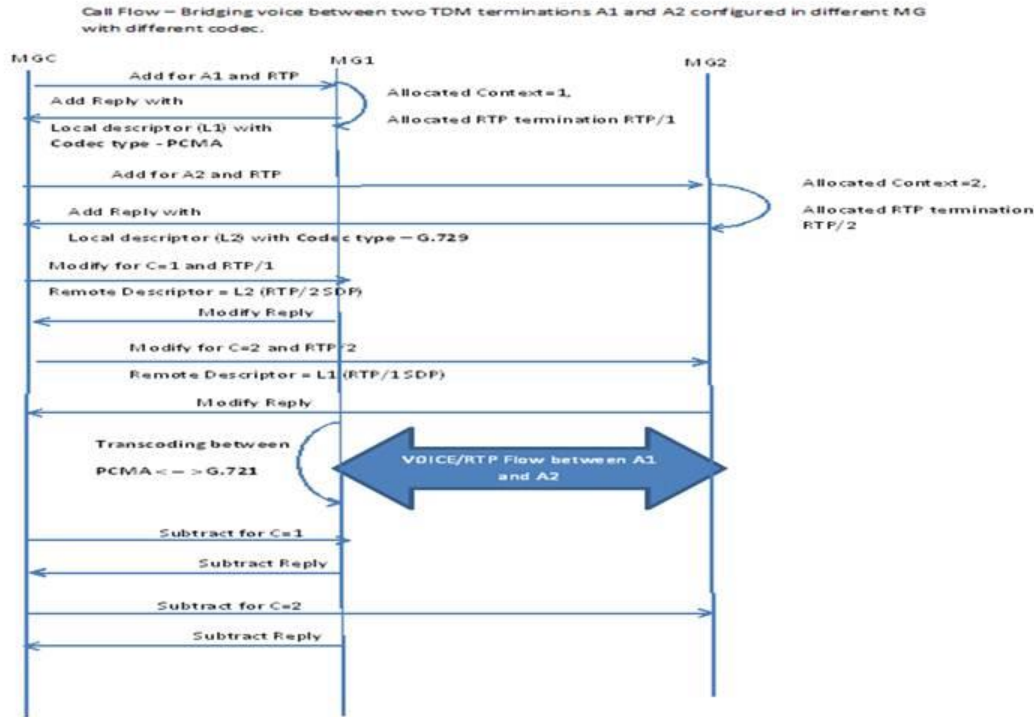 Call Flow – Bridging voice between two TDM terminations A1 and A2 configured in different MG
with different codec.
MGC
MG1
MG2
Add for A1 and RTP
Allocated Context=1,
Add Reply with
Allocated RTP termination RTP/1
Local descriptor (L1) with
Codec type - PCMA
Add for A2 and RTP
Allocated Context=2,
Add Reply with
Allocated RTP termination
RTP/2
Local descriptor (L2) with Codec type – G.729
Modify for C=1 and RTP/1
Remote Descriptor = L2 (RTP/2 SDP)
Modify Reply
Modify for C=2 and RTP/2
Remote Descriptor = L1 (RTP/1 SDP)
Modify Reply
Transcoding between
PCMA < – > G.721
VOICE/RTP Flow between A1
and A2
Subtract for C=1
Subtract Reply
Subtract for C=2
Subtract Reply